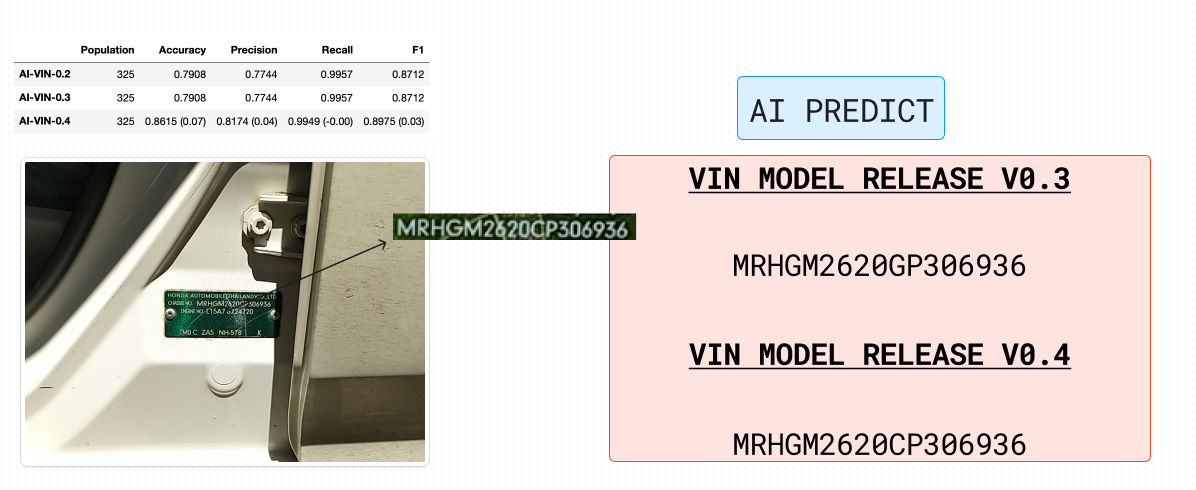 Population Accuracy Precision Recall F1
AI-VIN-0.2 325 0.7908 0.7744 0.9957 0.8712
AI-VIN-0.3 325 0.7908 0.7744 0.9957 0.8712
AI-VIN-0.4 325 0.8615 (0.07) 0.8174 (0.04) 0.9949 (-0.00) 0.8975 (0.03)
HONDA AUTOMOBILE(THAILAND)CO.,LTD
CHASSIS NO. MRHGM2620CP306936
ENGINE NO. L15A7
TMO C ZA5 NH-578 K
MRHGM2620CP306936
AI PREDICT
VIN MODEL RELEASE V0.3
MRHGM2620GP306936
VIN MODEL RELEASE V0.4
MRHGM2620CP306936